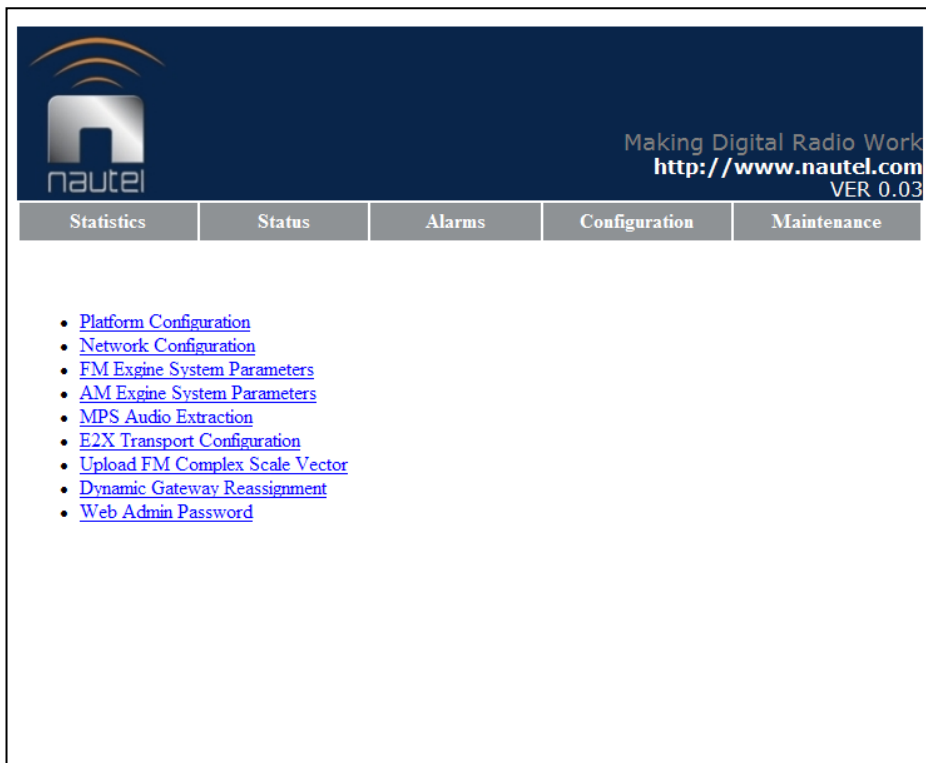 nautel
Making Digital Radio Work
http://www.nautel.com
VER 0.03
Statistics Status Alarms Configuration Maintenance
• Platform Configuration
• Network Configuration
• FM Exgine System Parameters
• AM Exgine System Parameters
• MPS Audio Extraction
• E2X Transport Configuration
• Upload FM Complex Scale Vector
• Dynamic Gateway Reassignment
• Web Admin Password